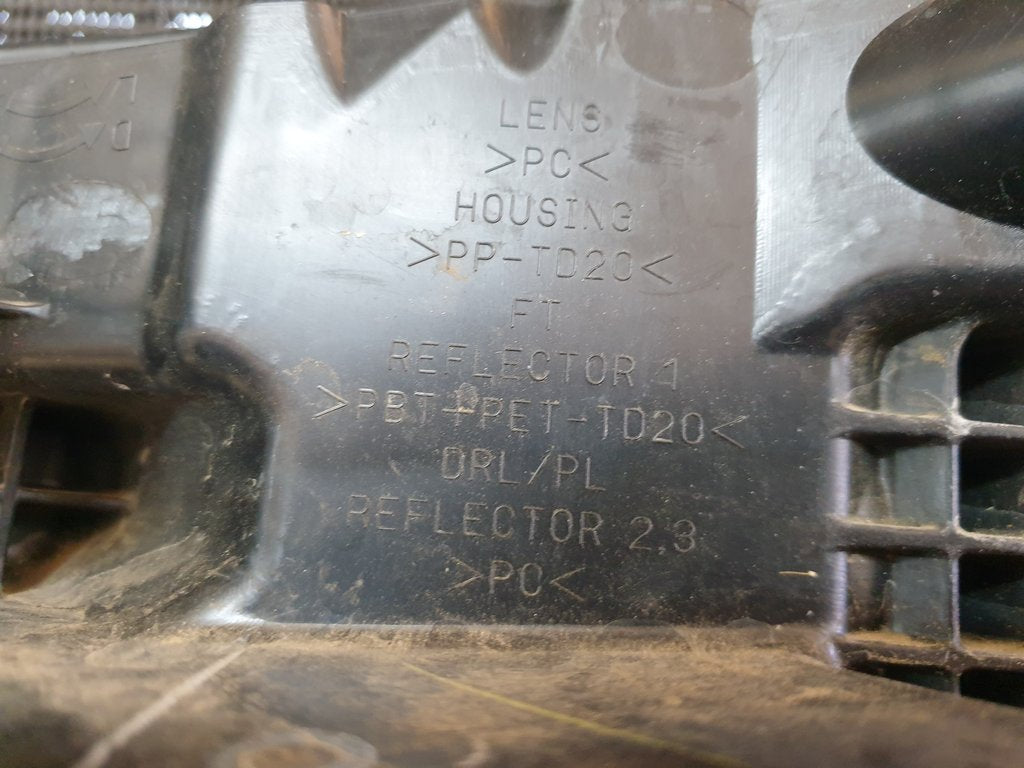 LENS
>PC<
HOUSING
>PP-TD20<
FT
REFLECTOR 1
>PBT+PET-TD20<
DRL/PL
REFLECTOR 2,3
>PC<
U
D